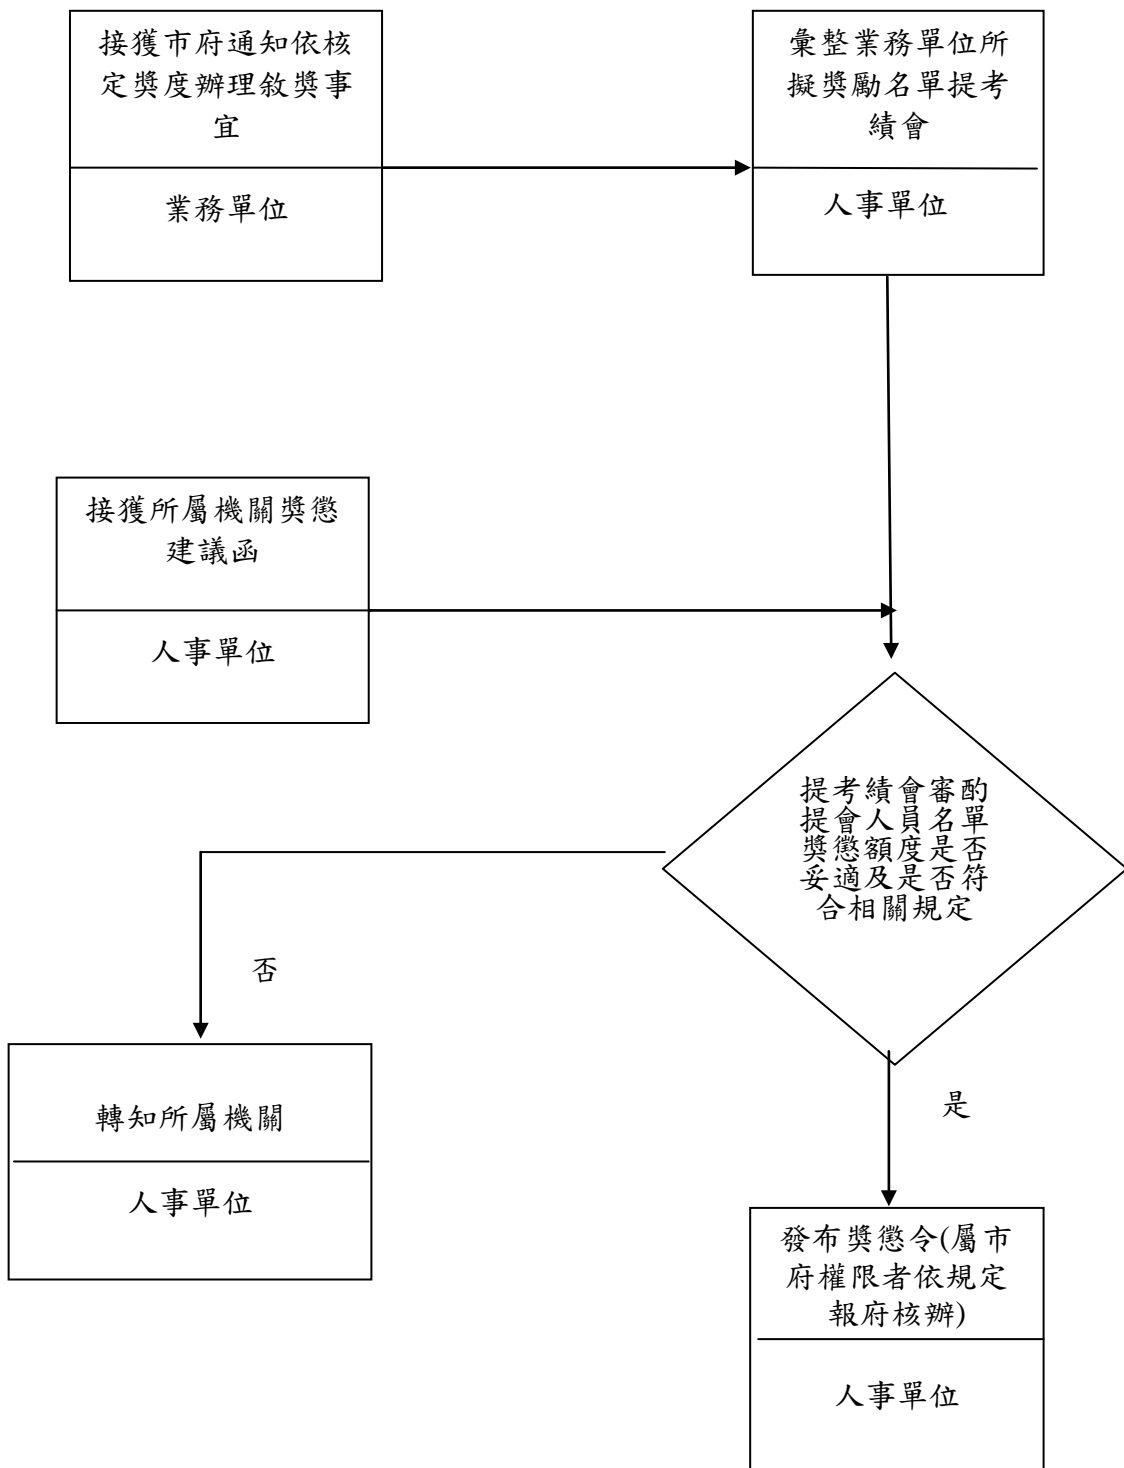 接獲市府通知依核
定獎度辦理敘獎事
宜
業務單位
彙整業務單位所
擬獎勵名單提考
績會
人事單位
接獲所屬機關獎懲
建議函
人事單位
提考績會審酌
提會人員名單
獎懲額度是否
妥適及是否符
合相關規定
否
轉知所屬機關
人事單位
是
發布獎懲令(屬市
府權限者依規定
報府核辦)
人事單位